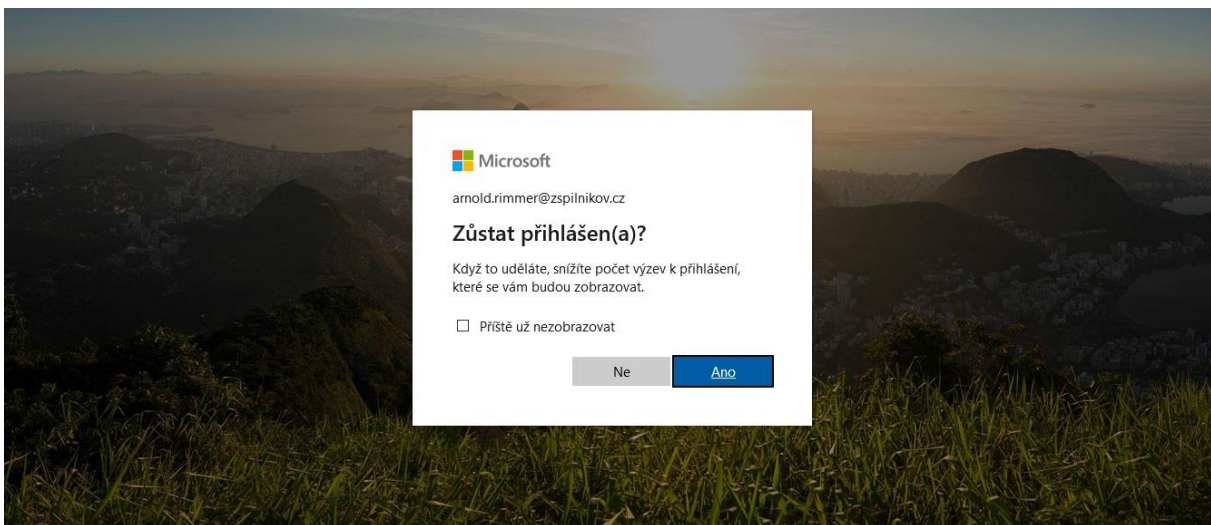 Microsoft
arnold.rimmer@zspilnikov.cz
Zůstat přihlášen(a)?
Když to uděláte, snížíte počet výzev k přihlášení,
které se vám budou zobrazovat.
Příště už nezobrazovat
Ne
Ano